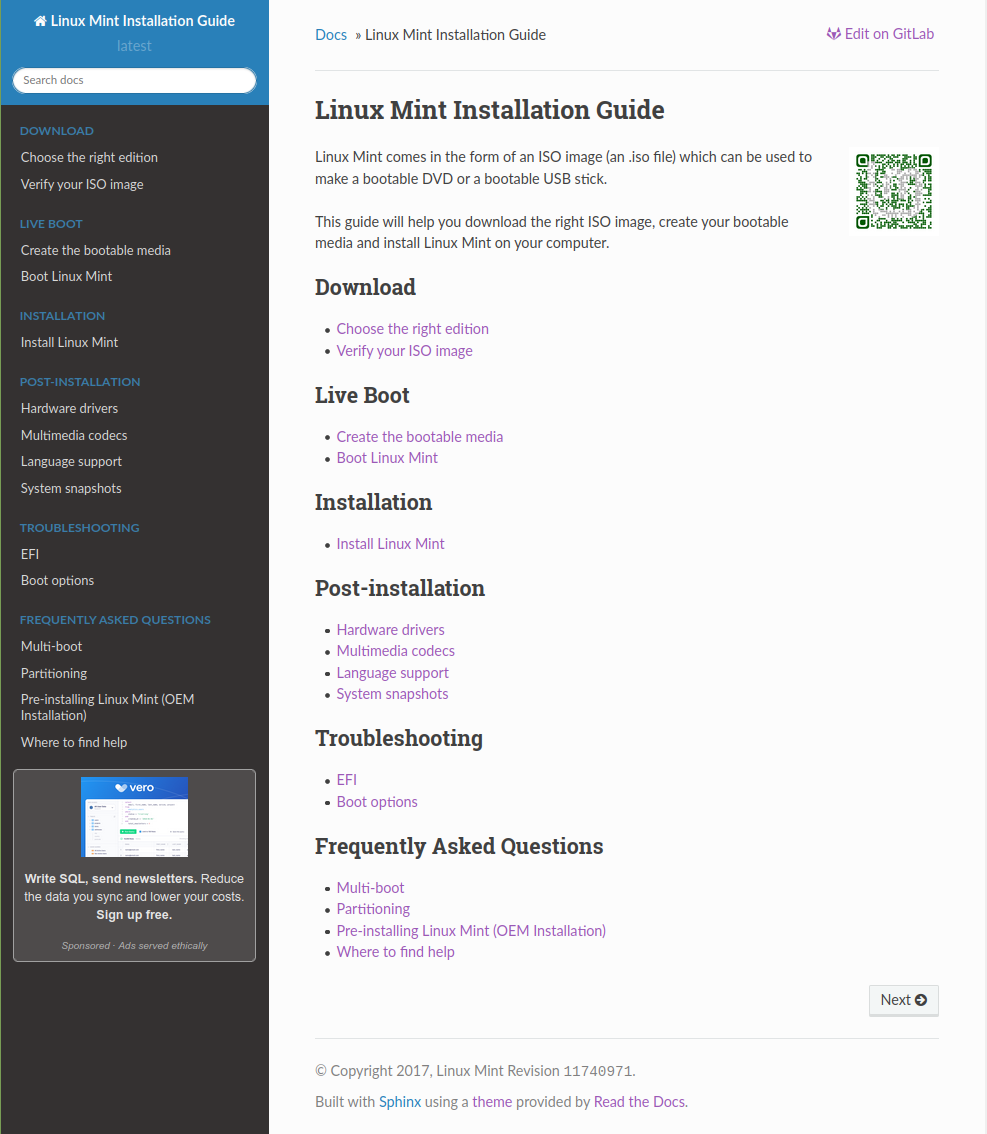 Linux Mint Installation Guide
latest
Search docs
DOWNLOAD
Choose the right edition
Verify your ISO image
LIVE BOOT
Create the bootable media
Boot Linux Mint
INSTALLATION
Install Linux Mint
POST-INSTALLATION
Hardware drivers
Multimedia codecs
Language support
System snapshots
TROUBLESHOOTING
EFI
Boot options
FREQUENTLY ASKED QUESTIONS
Multi-boot
Partitioning
Pre-installing Linux Mint (OEM
Installation)
Where to find help
vero
Write SQL, send newsletters. Reduce
the data you sync and lower your costs.
Sign up free.
Sponsored · Ads served ethically
Docs » Linux Mint Installation Guide
Edit on GitLab
Linux Mint Installation Guide
Linux Mint comes in the form of an ISO image (an .iso file) which can be used to
make a bootable DVD or a bootable USB stick.
This guide will help you download the right ISO image, create your bootable
media and install Linux Mint on your computer.
Download
• Choose the right edition
• Verify your ISO image
Live Boot
• Create the bootable media
• Boot Linux Mint
Installation
• Install Linux Mint
Post-installation
• Hardware drivers
• Multimedia codecs
• Language support
• System snapshots
Troubleshooting
• EFI
• Boot options
Frequently Asked Questions
• Multi-boot
• Partitioning
• Pre-installing Linux Mint (OEM Installation)
• Where to find help
Next
© Copyright 2017, Linux Mint Revision 11740971.
Built with Sphinx using a theme provided by Read the Docs.